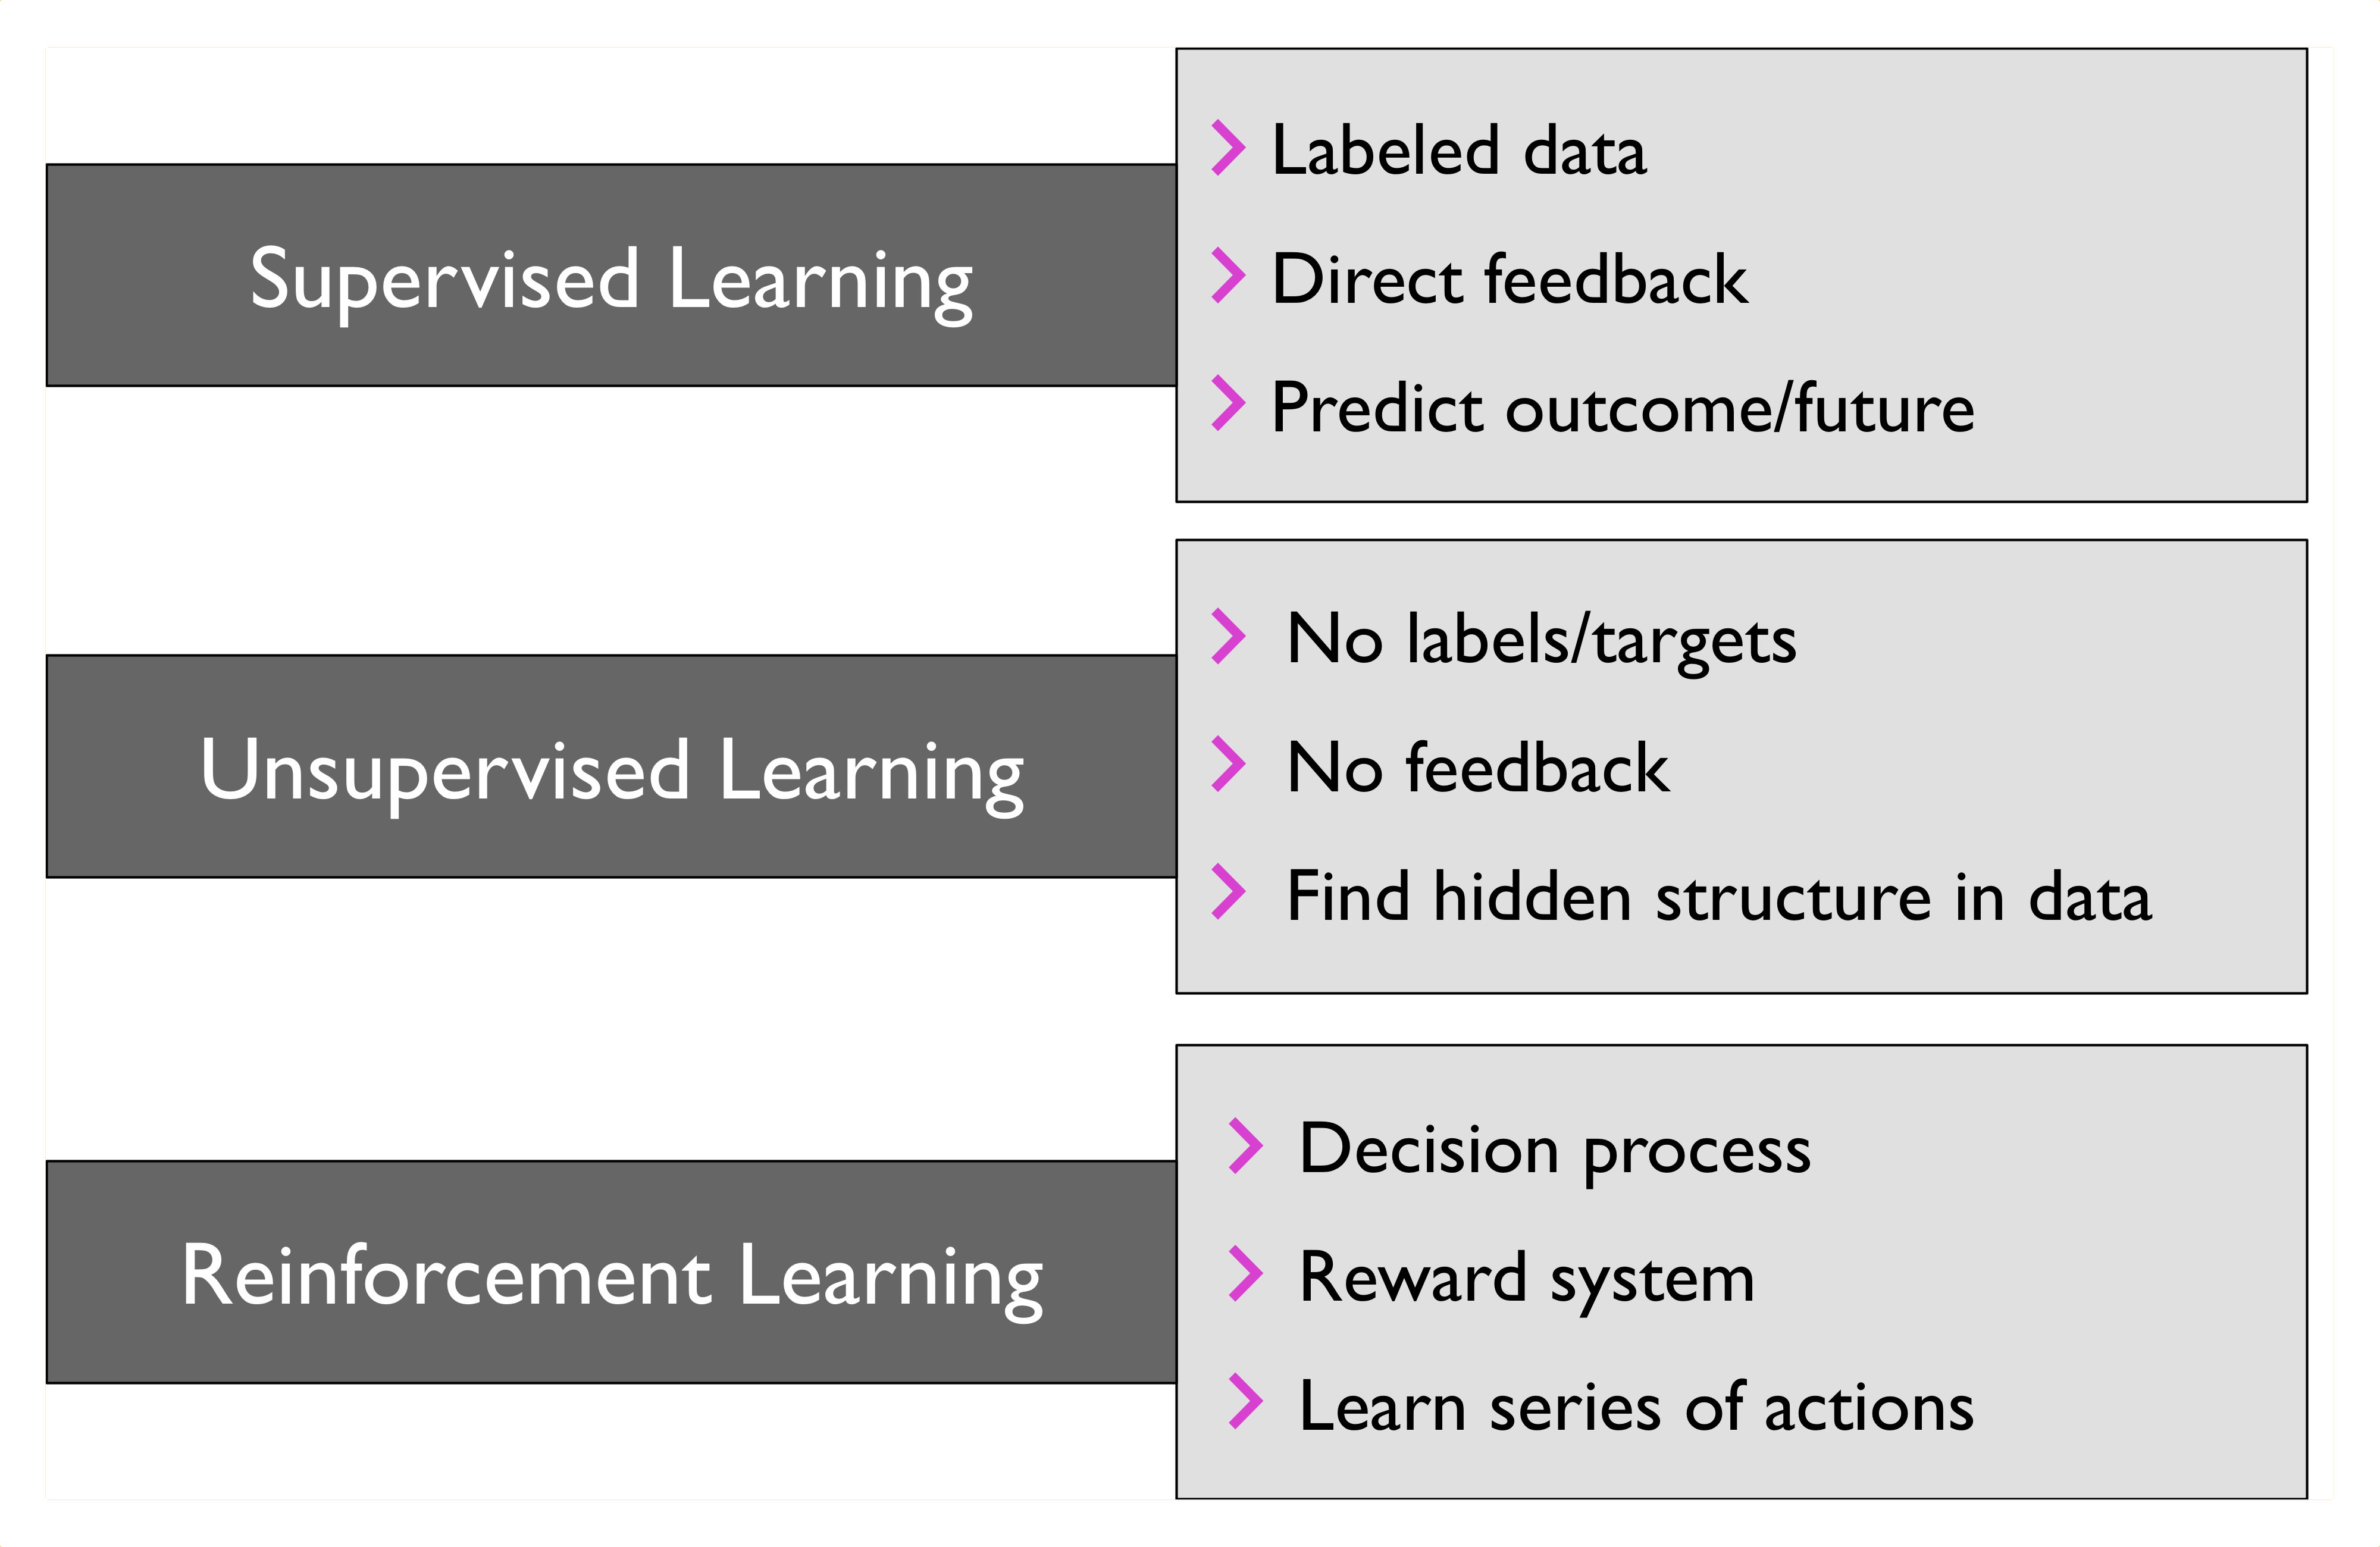 Supervised Learning
Labeled data
Direct feedback
Predict outcome/future
Unsupervised Learning
No labels/targets
No feedback
Find hidden structure in data
Reinforcement Learning
Decision process
Reward system
Learn series of actions